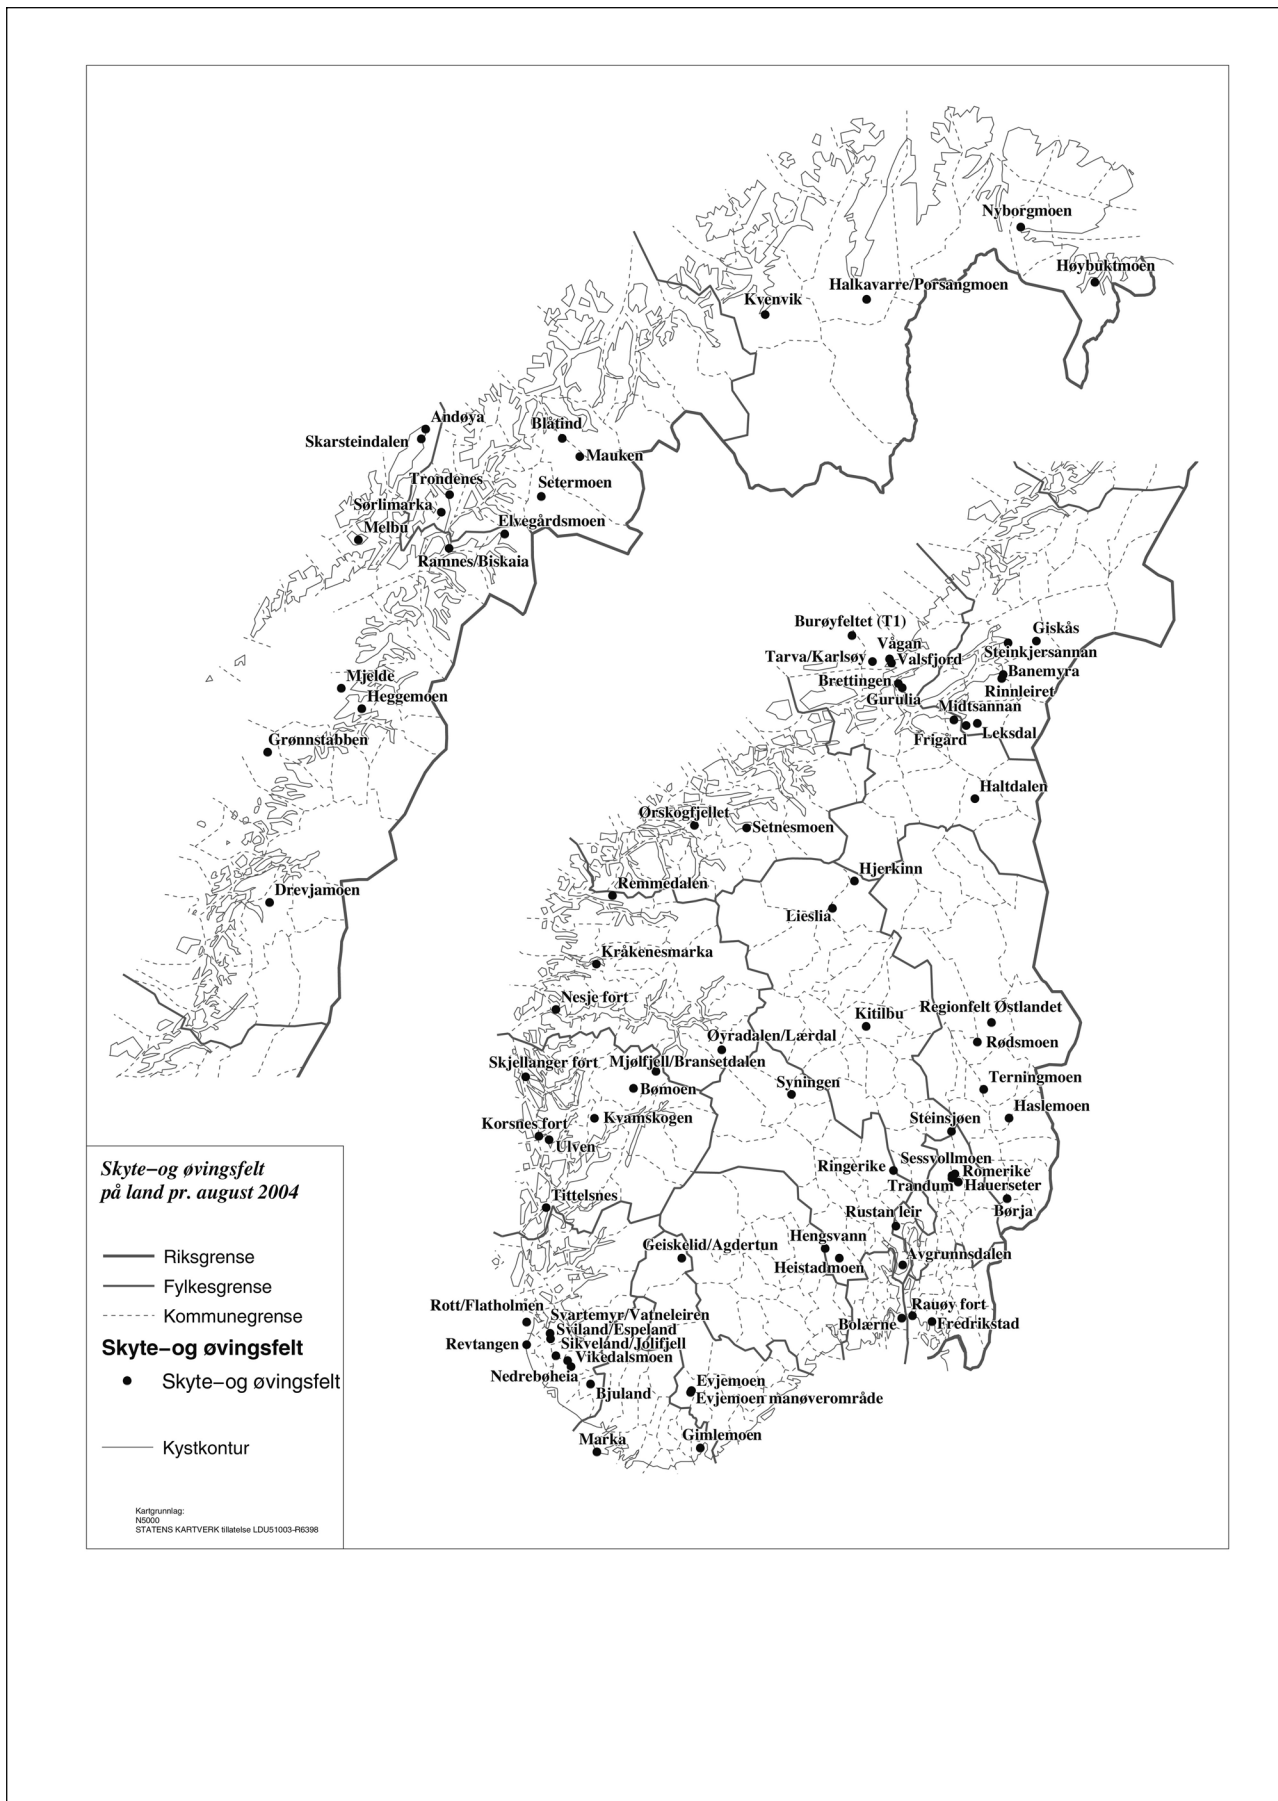 Nyborgmoen
Høybuktmoen
Halkavarre/Porsangmoen
Kvenvik
Andøya
Skarsteindalen
Blåtind
Mauken
Trondenes
Setermoen
Sørlimarka
Melbu
Elvegårdsmoen
Ramnes/Biskaia
Burøyfeltet (T1)
Giskås
Vågan
Steinkjersannan
Tarva/Karlsøy
Valsfjord
Banemyra
Brettingen
Rinnleiret
Gurulia
Midtsannan
Frigård
Leksdal
Mjelde
Heggemoen
Grønnstabben
Haltdalen
Ørskogfjellet
Setnesmoen
Hjerkinn
Remmedalen
Drevjamoen
Lieslia
Kråkenesmarka
Nesje fort
Kitilbu
Regionfelt Østlandet
Øyradalen/Lærdal
Rødsmoen
Skjellanger fort
Mjølfjell/Bransetdalen
Terningmoen
Bømoen
Syningen
Haslemoen
Korsnes fort
Kvamskogen
Steinsjøen
Ulven
Sessvollmoen
Ringerike
Romerike
Trandum
Hauerseter
Tittelsnes
Rustan leir
Børja
Hengsvann
Geiskelid/Agdertun
Avgrunnsdalen
Heistadmoen
Rott/Flatholmen
Rauøy fort
Svartemyr/Vatneleiren
Bolærne
Fredrikstad
Sviland/Espeland
Revtangen
Sikveland/Jolifjell
Vikedalsmoen
Nedrebøheia
Evjemoen
Bjuland
Evjemoen manøverområde
Marka
Gimlemoen
Skyte-og øvingsfelt
på land pr. august 2004
Riksgrense
Fylkesgrense
Kommunegrense
Skyte-og øvingsfelt
Skyte-og øvingsfelt
Kystkontur
Kartgrunnlag:
N5000
STATENS KARTVERK tillatelse LDU51003-R6398